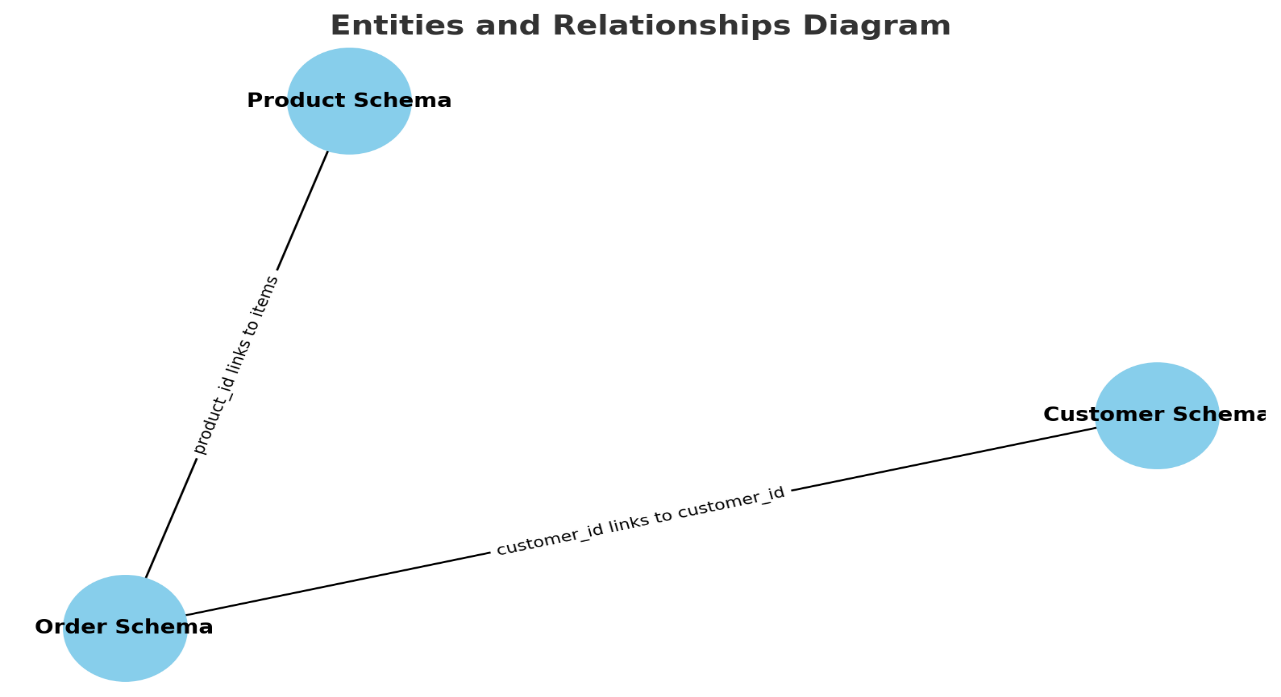 Entities and Relationships Diagram
Product Schema
product_id links to items
Customer Schema
customer_id links to customer_id
Order Schema